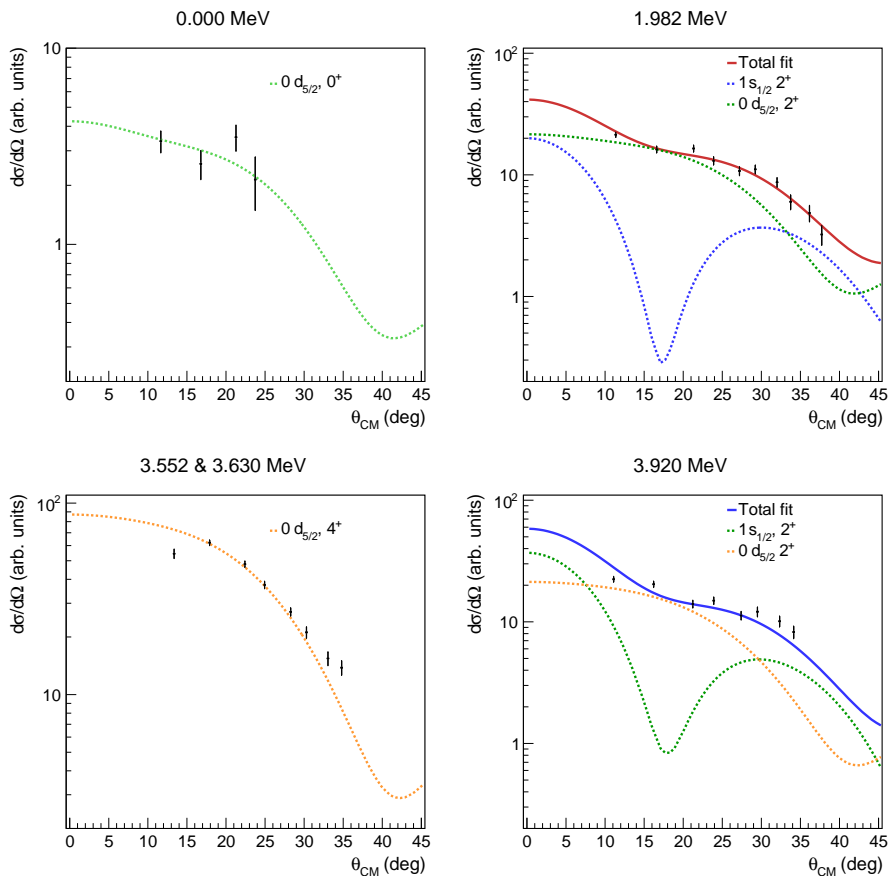 0.000 MeV
dσ/dΩ (arb. units)
10
1
0 d5/2, 0+
0 5 10 15 20 25 30 35 40 45
θCM (deg)
1.982 MeV
dσ/dΩ (arb. units)
10²
10
1
Total fit
1s1/2 2+
0 d5/2, 2+
0 5 10 15 20 25 30 35 40 45
θCM (deg)
3.552 & 3.630 MeV
dσ/dΩ (arb. units)
10²
10
0 d5/2, 4+
0 5 10 15 20 25 30 35 40 45
θCM (deg)
3.920 MeV
dσ/dΩ (arb. units)
10²
10
1
Total fit
1s1/2, 2+
0 d5/2 2+
0 5 10 15 20 25 30 35 40 45
θCM (deg)